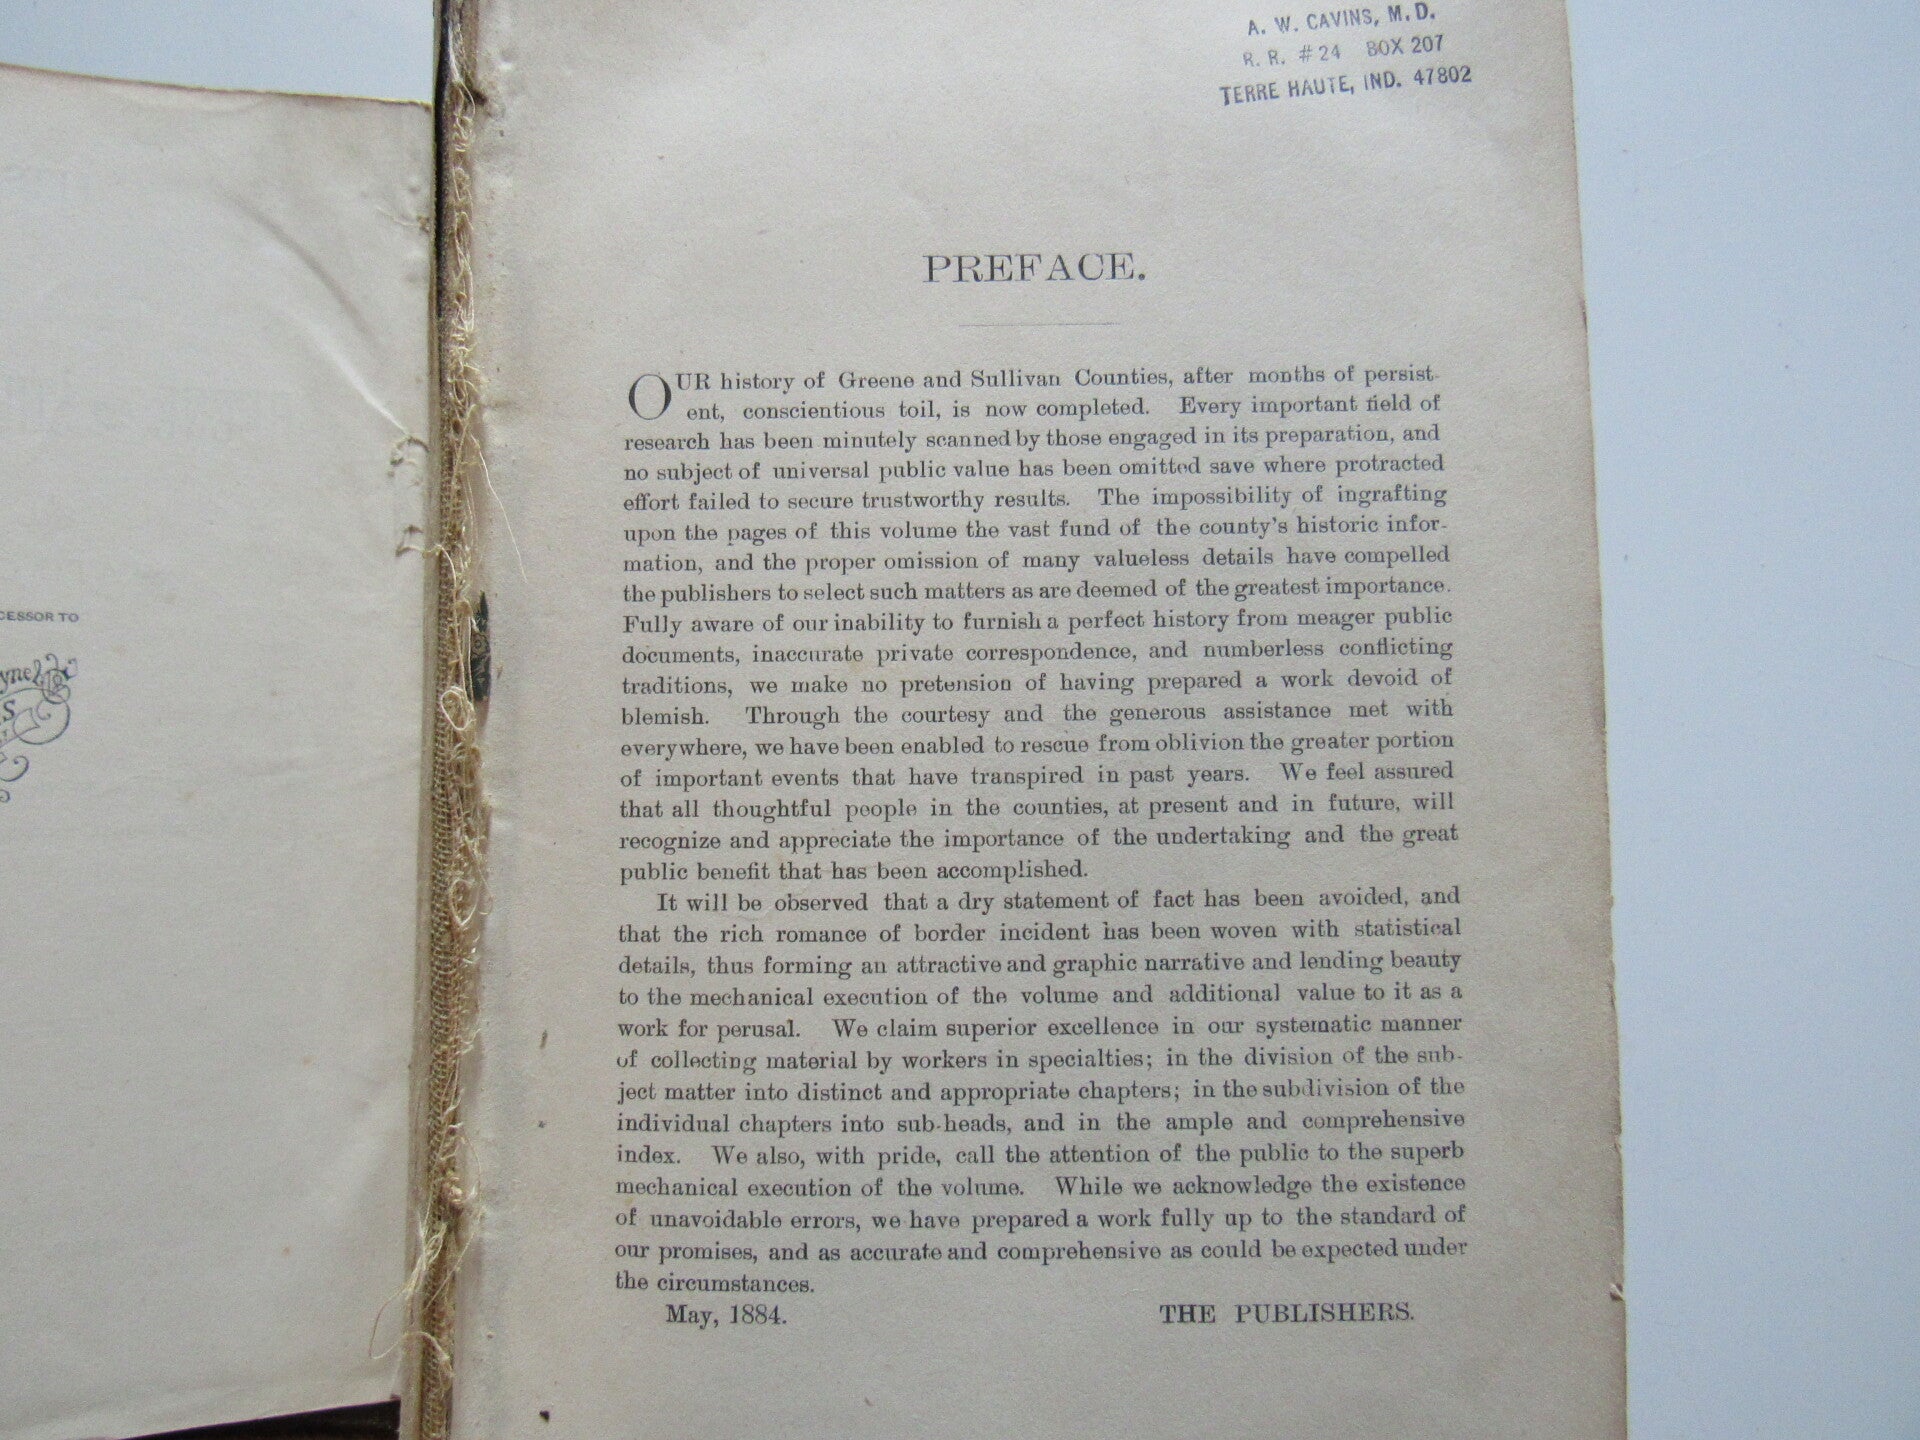 CESSOR TO
A. W. CAVINS, M.D.
R. R. #24 BOX 207
TERRE HAUTE, IND. 47802
PREFACE.
OUR history of Greene and Sullivan Counties, after months of persist-
ent, conscientious toil, is now completed. Every important field of
research has been minutely scanned by those engaged in its preparation, and
no subject of universal public value has been omitted save where protracted
effort failed to secure trustworthy results. The impossibility of ingrafting
upon the pages of this volume the vast fund of the county's historic infor-
mation, and the proper omission of many valueless details have compelled
the publishers to select such matters as are deemed of the greatest importance.
Fully aware of our inability to furnish a perfect history from meager public
documents, inaccurate private correspondence, and numberless conflicting
traditions, we make no pretension of having prepared a work devoid of
blemish. Through the courtesy and the generous assistance met with
everywhere, we have been enabled to rescue from oblivion the greater portion
of important events that have transpired in past years. We feel assured
that all thoughtful people in the counties, at present and in future, will
recognize and appreciate the importance of the undertaking and the great
public benefit that has been accomplished.
It will be observed that a dry statement of fact has been avoided, and
that the rich romance of border incident has been woven with statistical
details, thus forming an attractive and graphic narrative and lending beauty
to the mechanical execution of the volume and additional value to it as a
work for perusal. We claim superior excellence in our systematic manner
of collecting material by workers in specialties; in the division of the sub-
ject matter into distinct and appropriate chapters; in the subdivision of the
individual chapters into sub-heads, and in the ample and comprehensive
index. We also, with pride, call the attention of the public to the superb
mechanical execution of the volume. While we acknowledge the existence
of unavoidable errors, we have prepared a work fully up to the standard of
our promises, and as accurate and comprehensive as could be expected under
the circumstances.
May, 1884. THE PUBLISHERS.